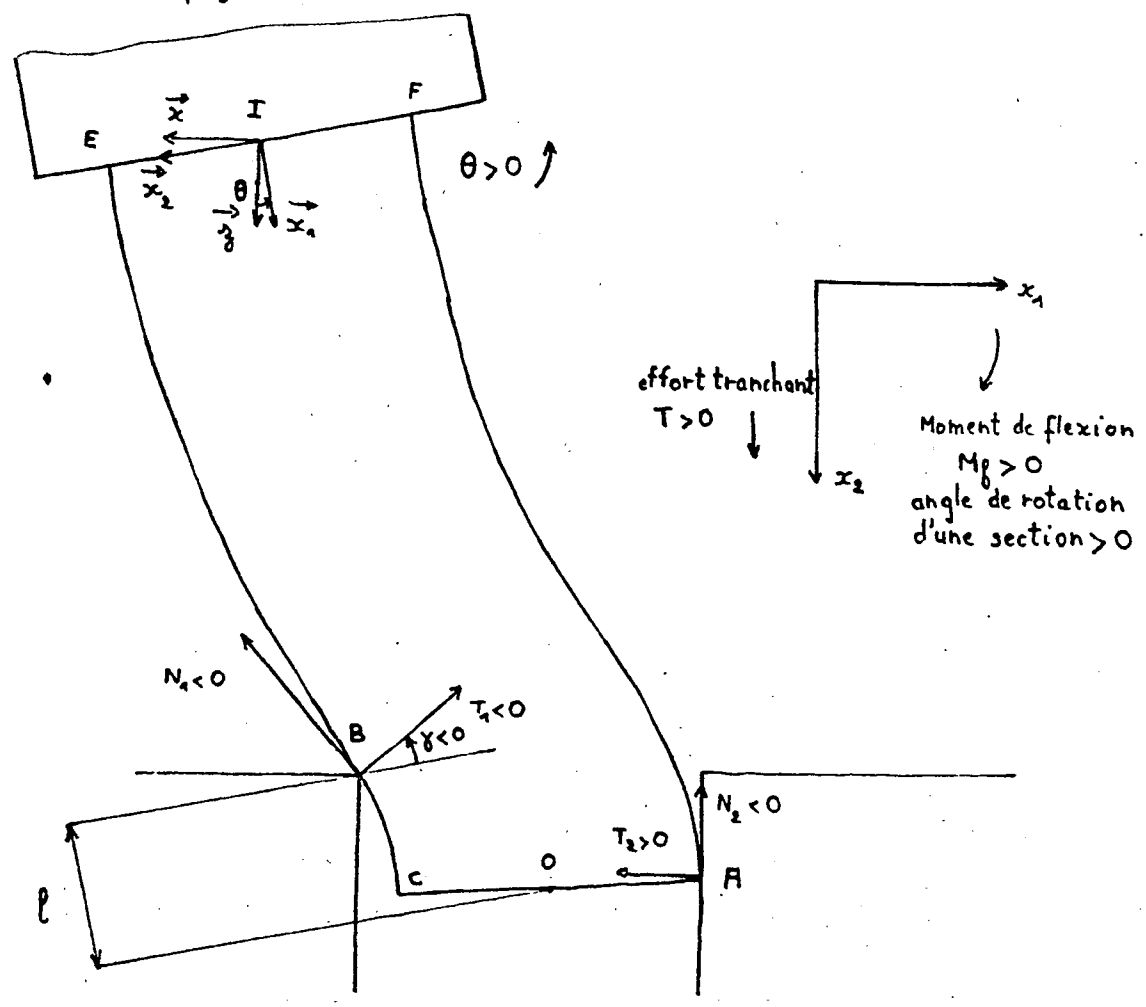 F
I
x
E
x₂
θ
z
x₁
θ > 0
x₁
effort tranchant
T > 0
x₂
Moment de flexion
Mf > 0
angle de rotation
d'une section > 0
N₁ < 0
T₁ < 0
B
γ < 0
N₂ < 0
T₂ > 0
O
C
A
l